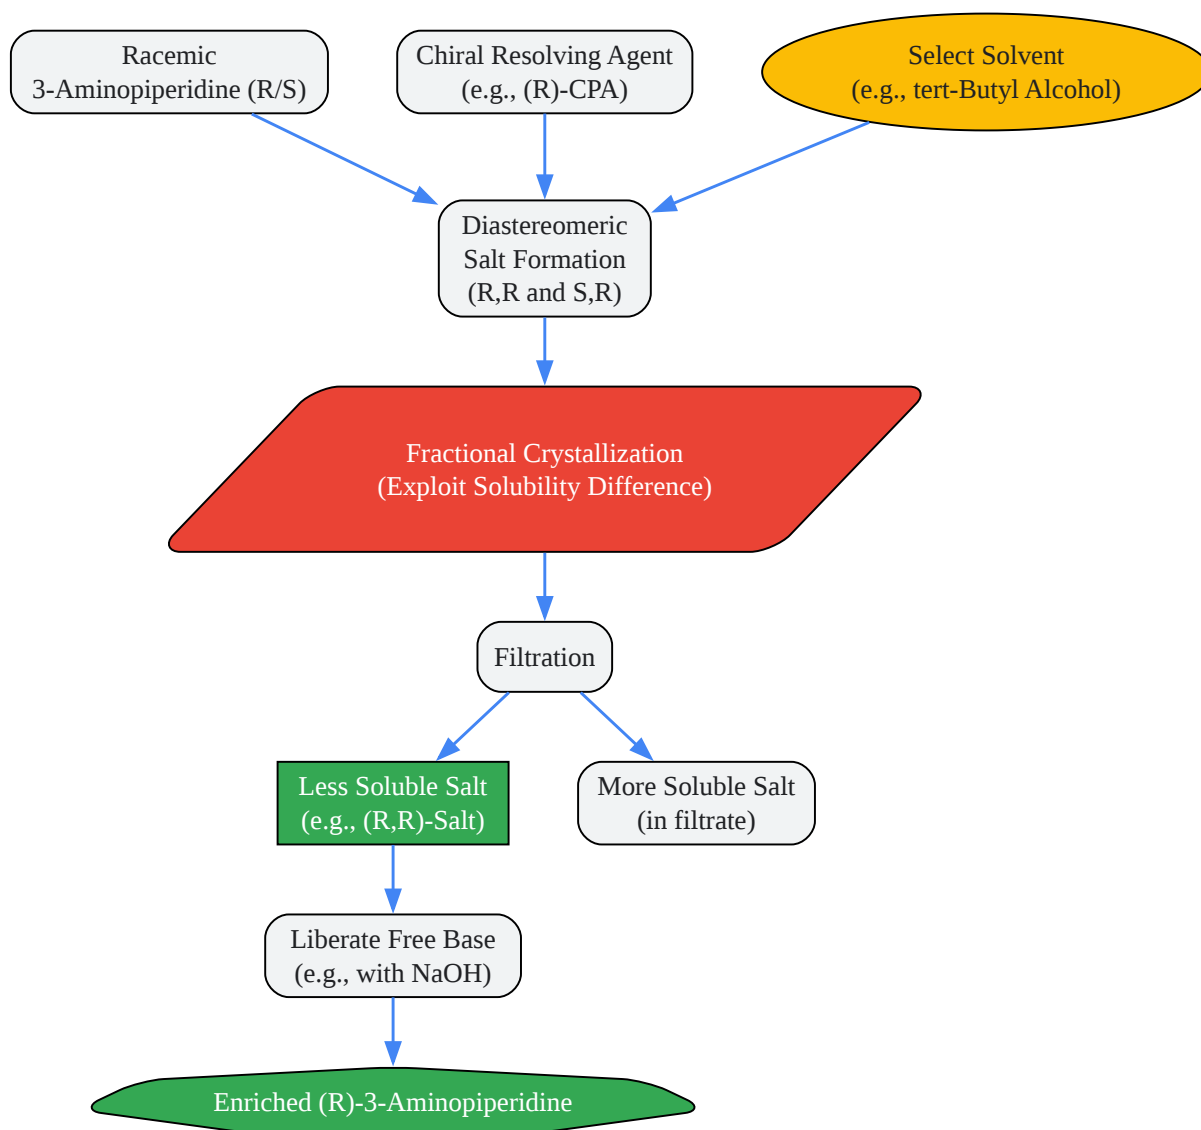 Racemic
3-Aminopiperidine (R/S)
Chiral Resolving Agent
(e.g., (R)-CPA)
Select Solvent
(e.g., tert-Butyl Alcohol)
Diastereomeric
Salt Formation
(R,R and S,R)
Fractional Crystallization
(Exploit Solubility Difference)
Filtration
Less Soluble Salt
(e.g., (R,R)-Salt)
More Soluble Salt
(in filtrate)
Liberate Free Base
(e.g., with NaOH)
Enriched (R)-3-Aminopiperidine